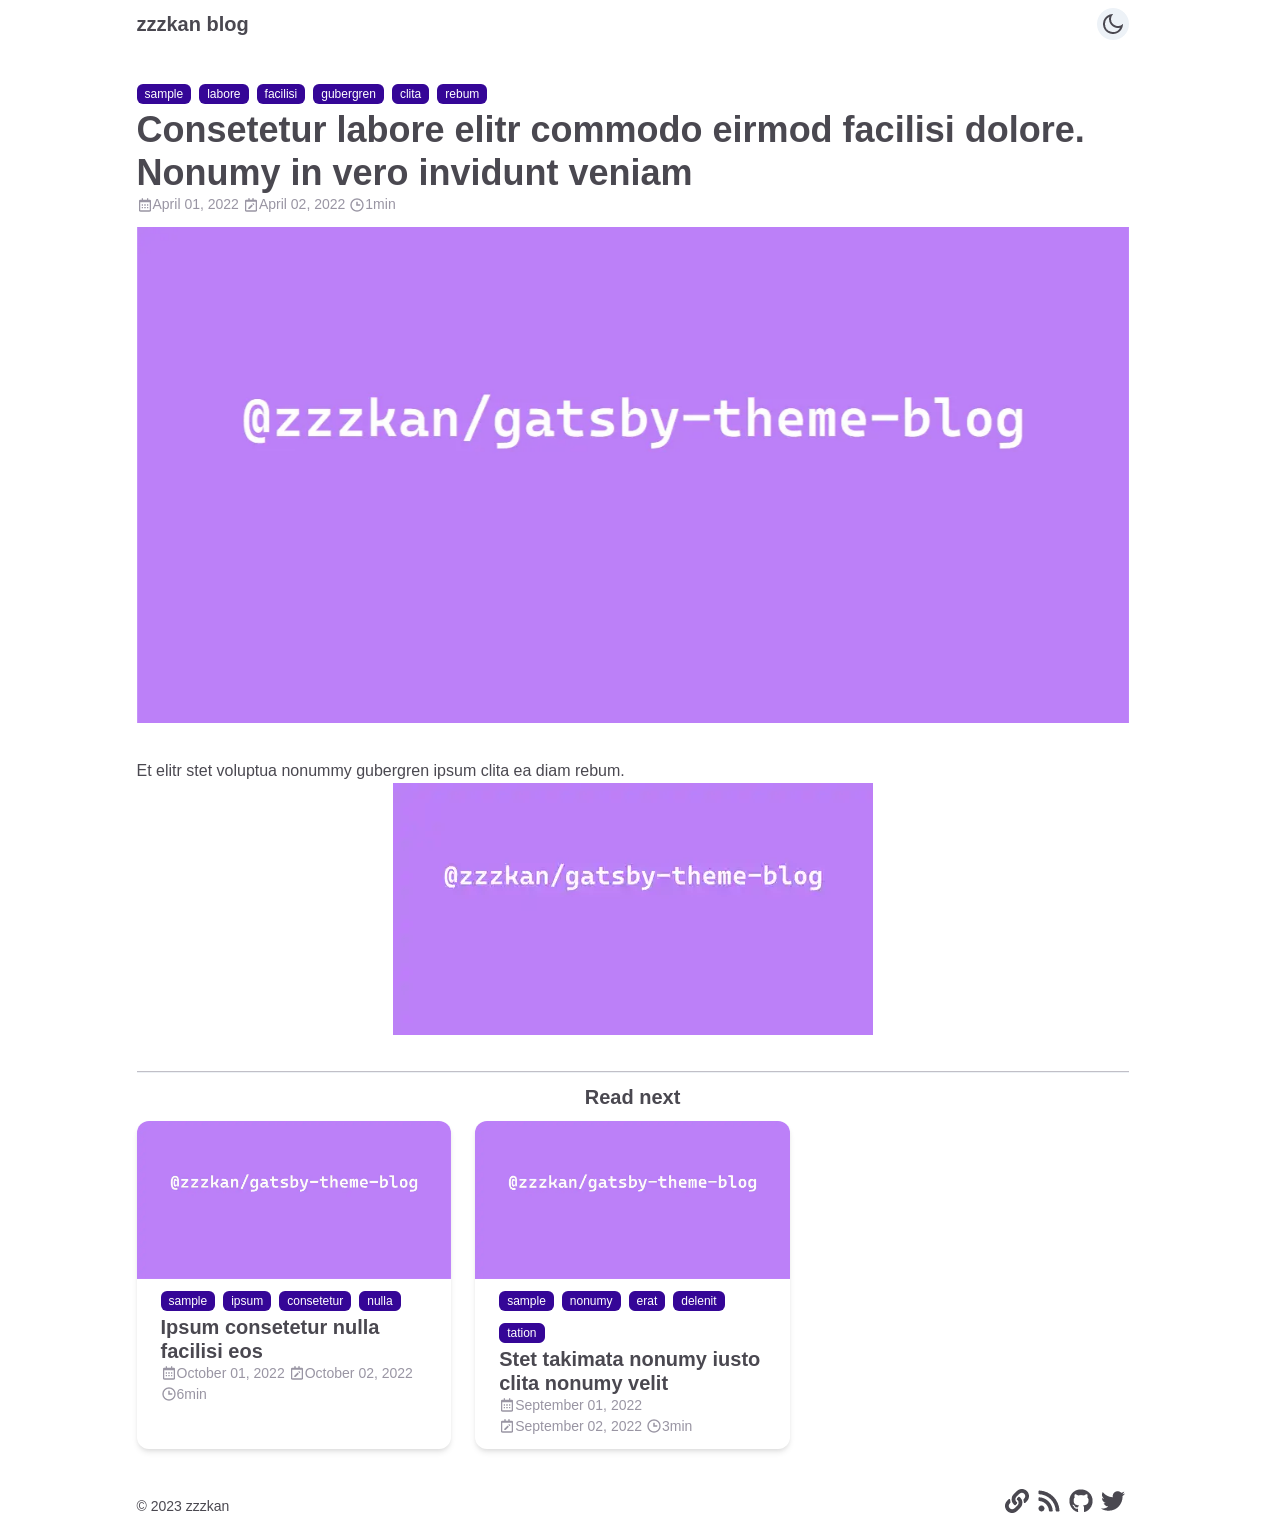 zzzkan blog
sample labore facilisi gubergren clita rebum
Consetetur labore elitr commodo eirmod facilisi dolore.
Nonumy in vero invidunt veniam
April 01, 2022 April 02, 2022 1min
@zzzkan/gatsby-theme-blog
Et elitr stet voluptua nonummy gubergren ipsum clita ea diam rebum.
@zzzkan/gatsby-theme-blog
Read next
@zzzkan/gatsby-theme-blog
sample ipsum consetetur nulla
Ipsum consetetur nulla
facilisi eos
October 01, 2022 October 02, 2022
6min
@zzzkan/gatsby-theme-blog
sample nonumy erat delenit
tation
Stet takimata nonumy iusto
clita nonumy velit
September 01, 2022
September 02, 2022 3min
© 2023 zzzkan